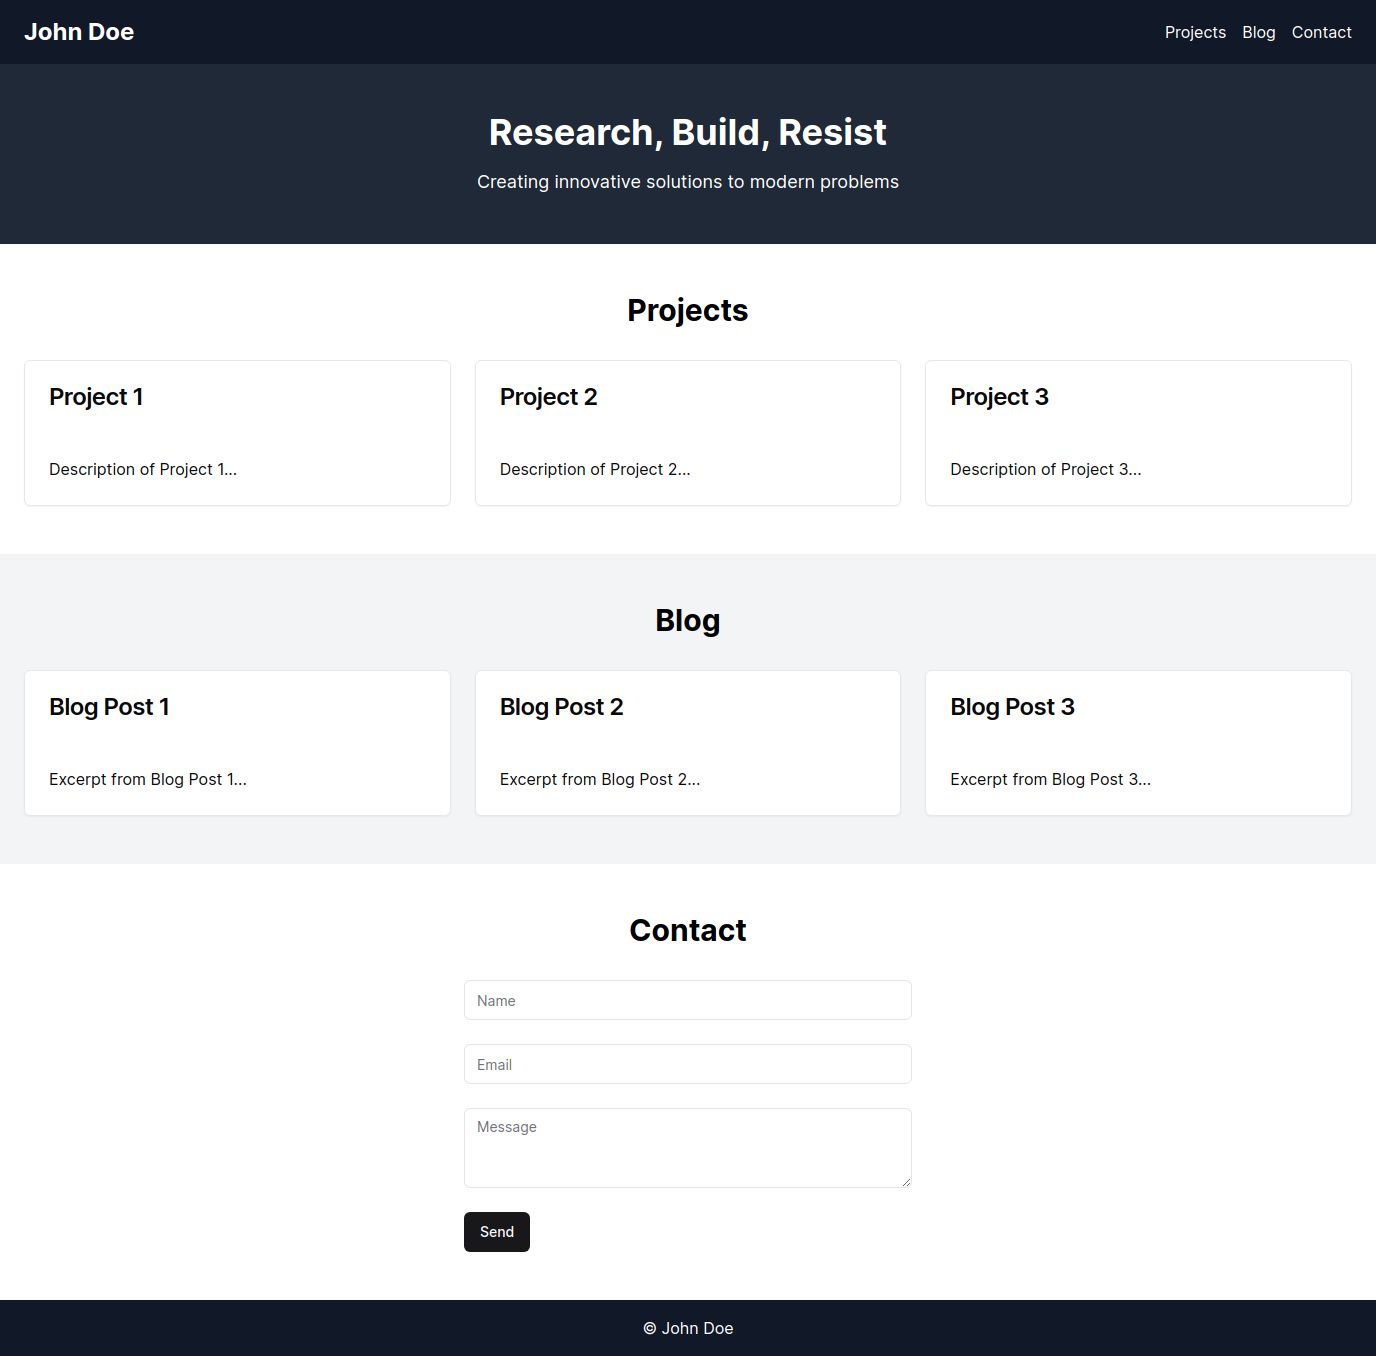 John Doe
Projects Blog Contact
Research, Build, Resist
Creating innovative solutions to modern problems
Projects
Project 1
Description of Project 1...
Project 2
Description of Project 2...
Project 3
Description of Project 3...
Blog
Blog Post 1
Excerpt from Blog Post 1...
Blog Post 2
Excerpt from Blog Post 2...
Blog Post 3
Excerpt from Blog Post 3...
Contact
Name
Email
Message
Send
© John Doe